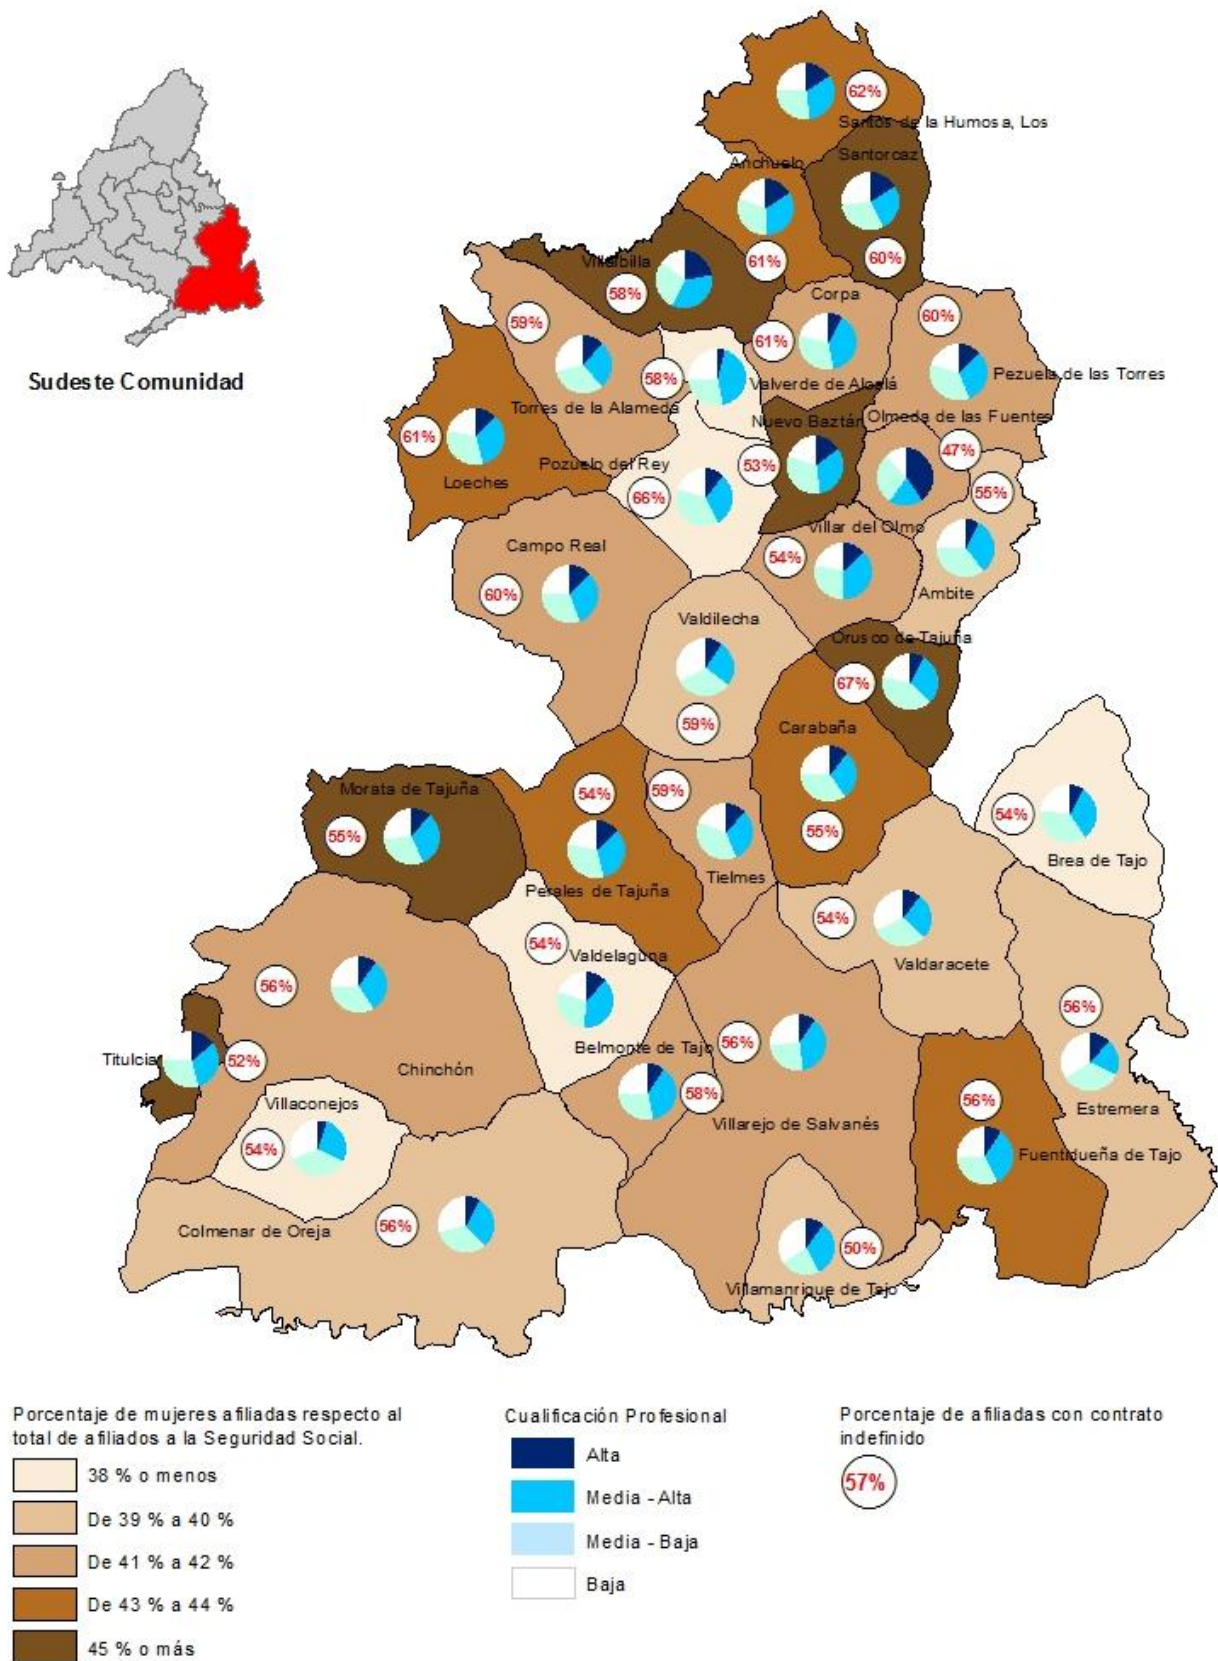 62%
Santos de la Humosa, Los
Anchuelo
Santorcaz
61%
60%
Villalbilla
58%
Corpa
60%
59%
61%
58%
Valverde de Alcalá
Pezuela de las Torres
Sudeste Comunidad
Torres de la Alameda
Nuevo Baztán
Olmeda de las Fuentes
61%
47%
Pozuelo del Rey
53%
Loeches
66%
55%
Villar del Olmo
Campo Real
54%
60%
Ambite
Valdilecha
Orusco de Tajuña
67%
59%
Carabaña
Morata de Tajuña
54%
59%
55%
55%
54%
Brea de Tajo
Perales de Tajuña
Tielmes
54%
54%
Valdelaguna
Valdaracete
56%
56%
Titulcia
52%
Belmonte de Tajo
56%
Chinchón
58%
Villaconejos
Villarejo de Salvanés
56%
Estremera
54%
Fuentidueña de Tajo
Colmenar de Oreja
56%
50%
Villamanrique de Tajo
Porcentaje de mujeres afiliadas respecto al
total de afiliados a la Seguridad Social.
38 % o menos
De 39 % a 40 %
De 41 % a 42 %
De 43 % a 44 %
45 % o más
Cualificación Profesional
Alta
Media - Alta
Media - Baja
Baja
Porcentaje de afiliadas con contrato
indefinido
57%